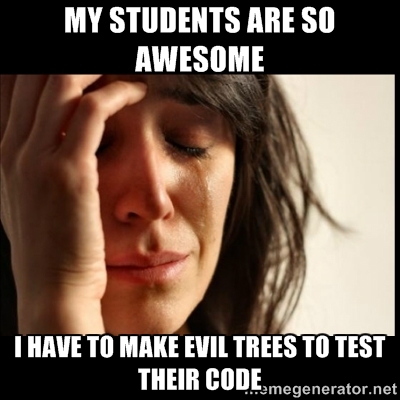 MY STUDENTS ARE SO
AWESOME
I HAVE TO MAKE EVIL TREES TO TEST
THEIR CODE
memegenerator.net